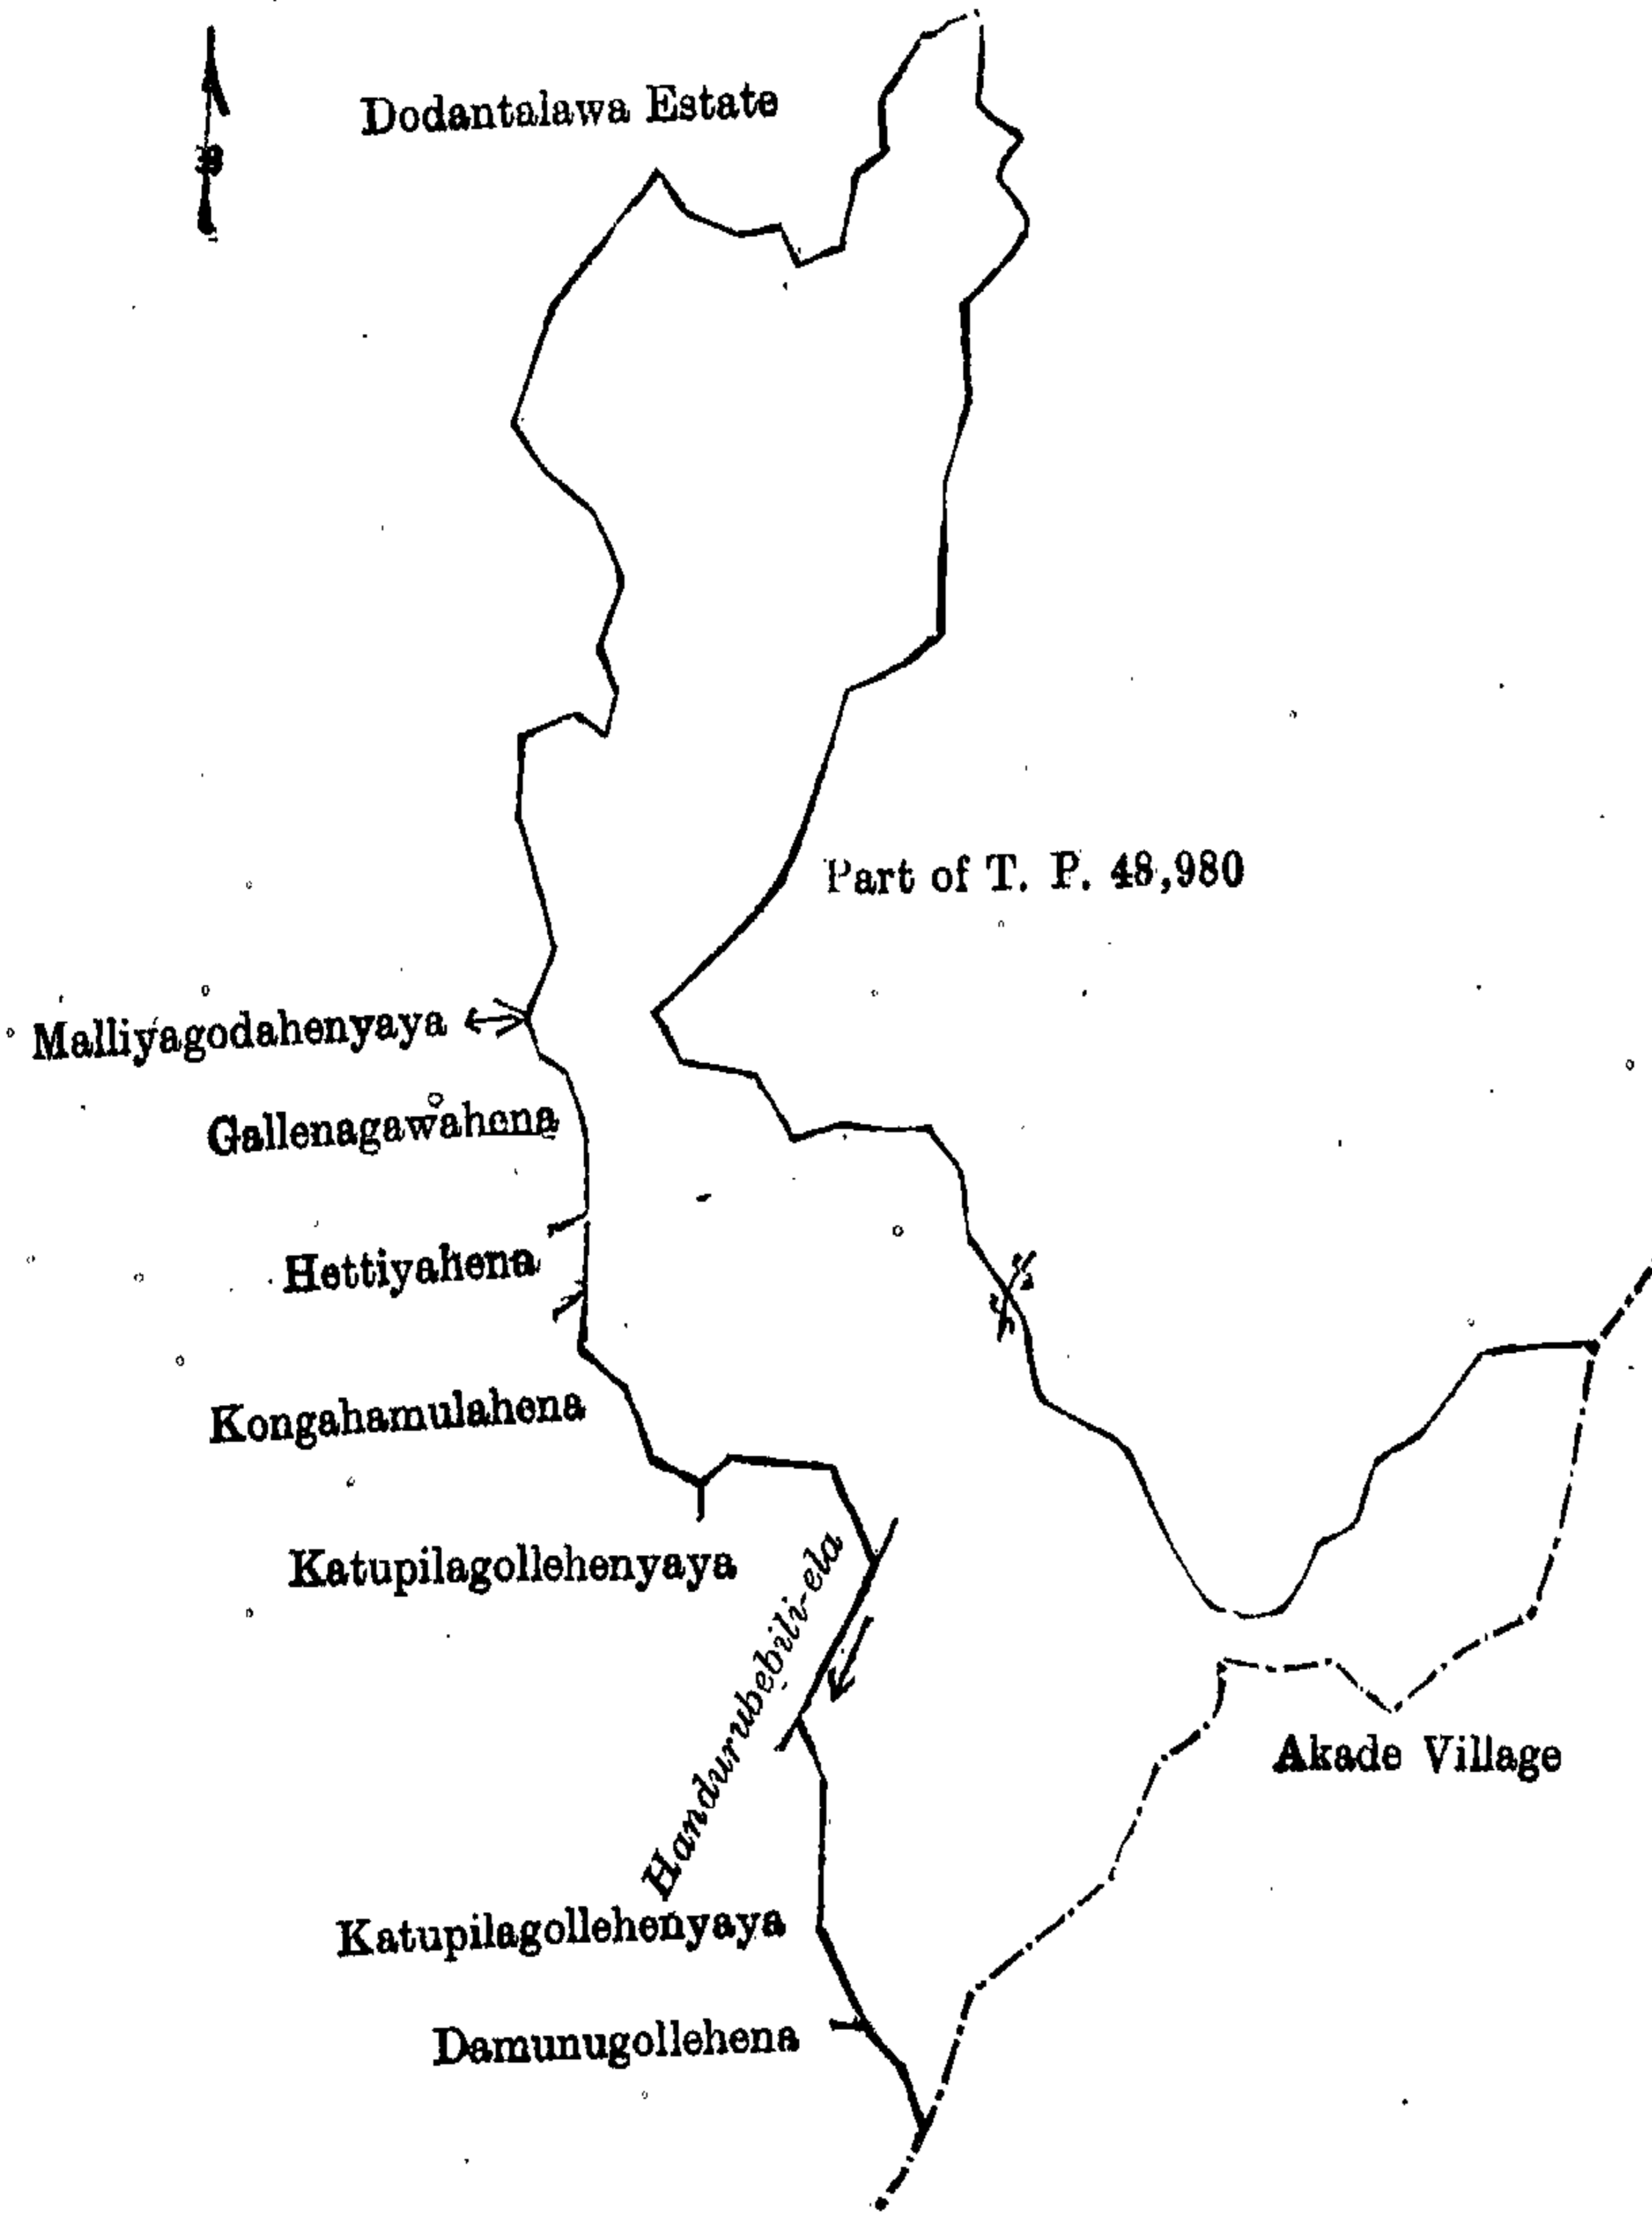 Dodantalawa Estate
Part of T. P. 48,980
Malliyagodahenyaya
Gallenagawahena
Hettiyahena
Kongahamulahena
Katupilagollehenyaya
Handurubebili-ela
Akade Village
Katupilagollehenyaya
Damunugollehena